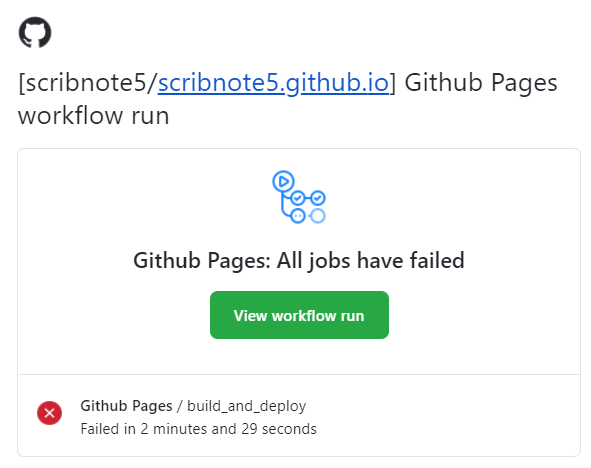 [scribnote5/scribnote5.github.io] Github Pages
workflow run
Github Pages: All jobs have failed
View workflow run
Github Pages / build_and_deploy
Failed in 2 minutes and 29 seconds